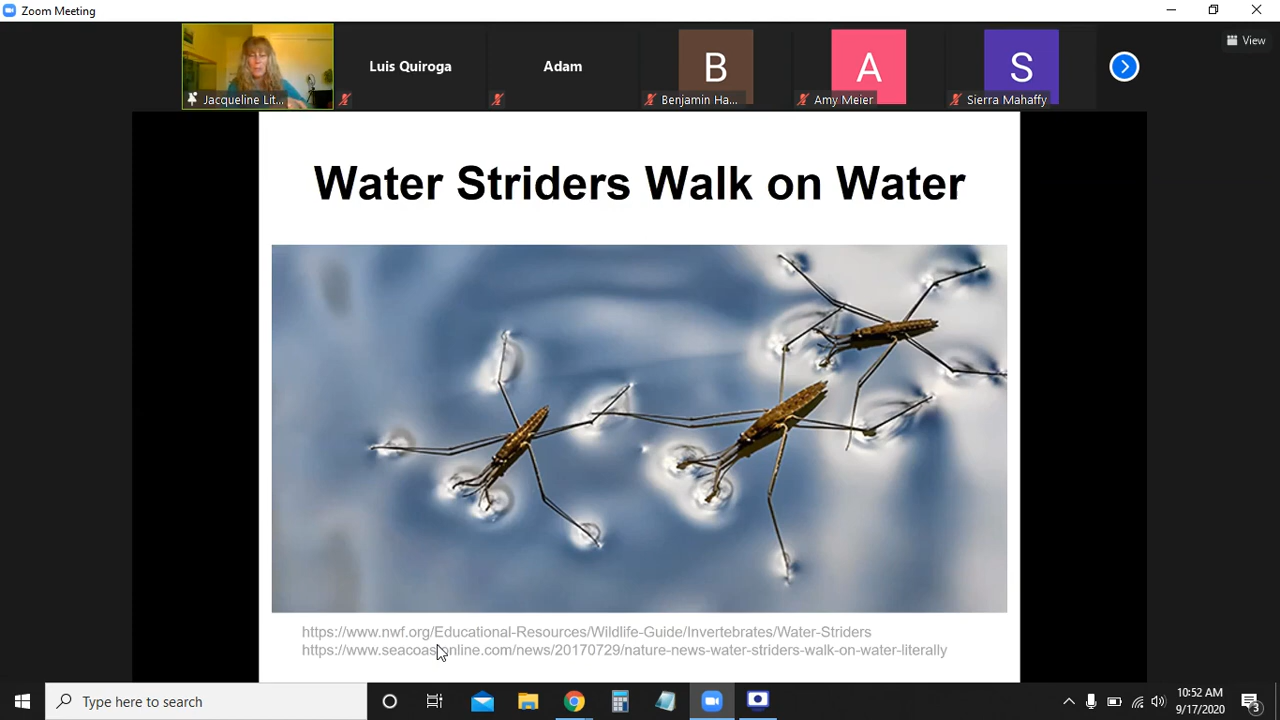 Zoom Meeting
View
Luis Quiroga
Adam
B
A
S
Jacqueline Lit...
Benjamin Ha...
Amy Meier
Sierra Mahaffy
Water Striders Walk on Water
https://www.nwf.org/Educational-Resources/Wildlife-Guide/Invertebrates/Water-Striders
https://www.seacoastonline.com/news/20170729/nature-news-water-striders-walk-on-water-literally
Type here to search
10:52 AM
9/17/2020
3